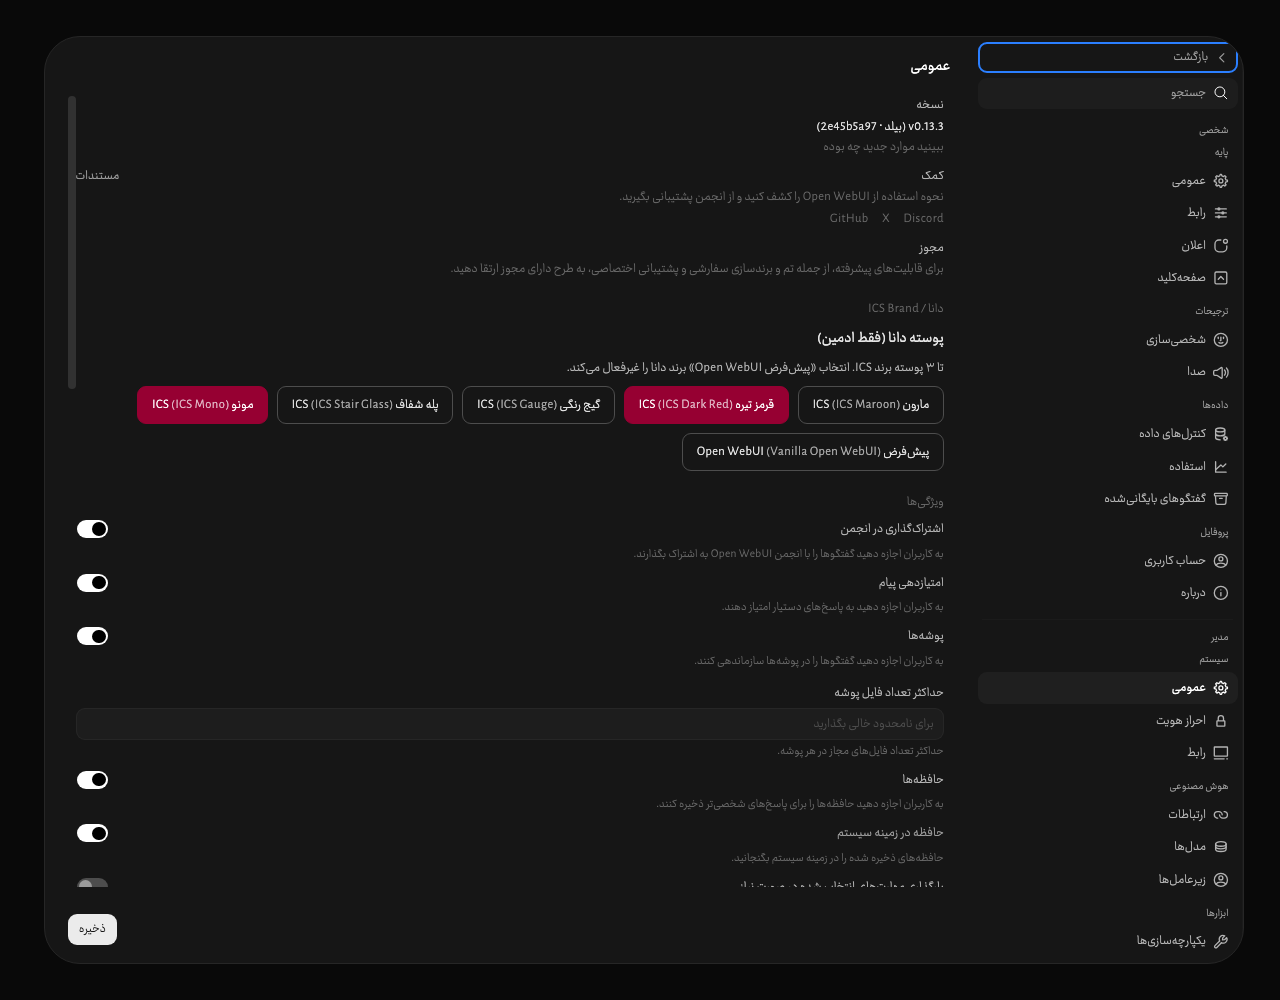 بازگشت
جستجو
شخصی
پایه
عمومی
رابط
اعلان
صفحه‌کلید
ترجیحات
شخصی‌سازی
صدا
داده‌ها
کنترل‌های داده
استفاده
گفتگوهای بایگانی‌شده
پروفایل
حساب کاربری
درباره
مدیر
سیستم
عمومی
احراز هویت
رابط
هوش مصنوعی
ارتباطات
مدل‌ها
زیرعامل‌ها
ابزارها
یکپارچه‌سازی‌ها
عمومی
نسخه
v0.13.3 (بیلد · 2e45b5a97)
ببینید موارد جدید چه بوده
کمک
مستندات
نحوه استفاده از Open WebUI را کشف کنید و از انجمن پشتیبانی بگیرید.
Discord X GitHub
مجوز
برای قابلیت‌های پیشرفته، از جمله تم و برندسازی سفارشی و پشتیبانی اختصاصی، به طرح دارای مجوز ارتقا دهید.
دانا / ICS Brand
پوسته دانا (فقط ادمین)
تا ۳ پوسته برند ICS. انتخاب «پیش‌فرض Open WebUI» برند دانا را غیرفعال می‌کند.
مارون ICS (ICS Maroon)
قرمز تیره ICS (ICS Dark Red)
گیج رنگی ICS (ICS Gauge)
پله شفاف ICS (ICS Stair Glass)
مونو ICS (ICS Mono)
پیش‌فرض Open WebUI (Vanilla Open WebUI)
ویژگی‌ها
اشتراک‌گذاری در انجمن
به کاربران اجازه دهید گفتگوها را با انجمن Open WebUI به اشتراک بگذارند.
امتیازدهی پیام
به کاربران اجازه دهید به پاسخ‌های دستیار امتیاز دهند.
پوشه‌ها
به کاربران اجازه دهید گفتگوها را در پوشه‌ها سازماندهی کنند.
حداکثر تعداد فایل پوشه
برای نامحدود خالی بگذارید
حداکثر تعداد فایل‌های مجاز در هر پوشه.
حافظه‌ها
به کاربران اجازه دهید حافظه‌ها را برای پاسخ‌های شخصی‌تر ذخیره کنند.
حافظه در زمینه سیستم
حافظه‌های ذخیره شده را در زمینه سیستم بگنجانید.
ذخیره